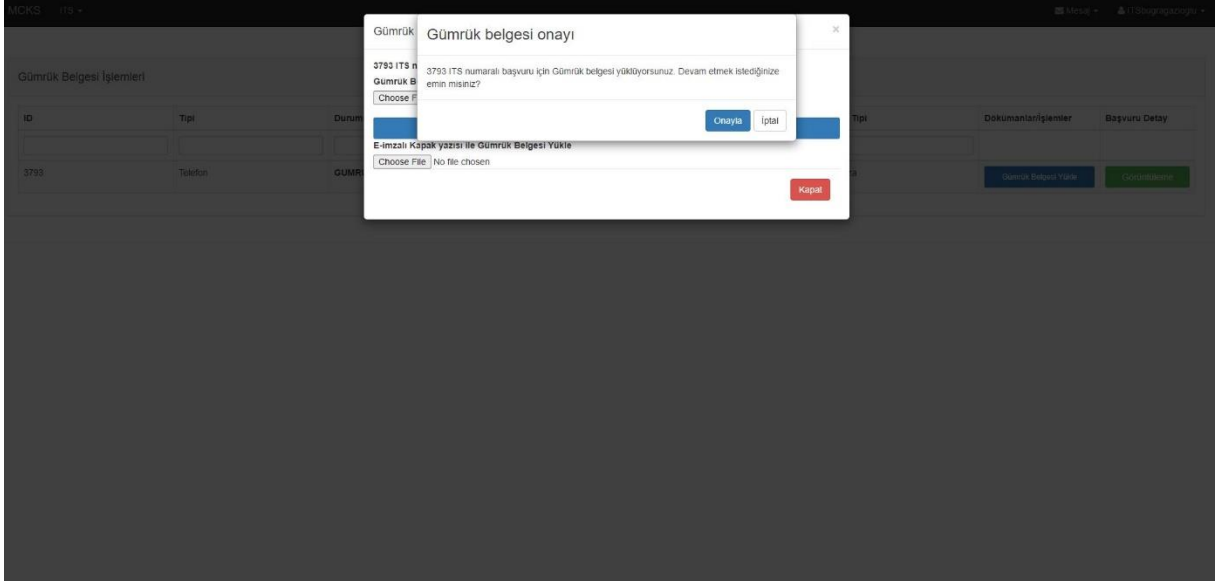 MCKS ITS
Mesaj ITSbugragazioglu
Gümrük
×
Gümrük belgesi onayı
3793 ITS numaralı başvuru için Gümrük belgesi yüklüyorsunuz. Devam etmek istediğinize
emin misiniz?
Onayla İptal
3793 ITS n
Gümrük B
Choose F
E-imzalı Kapak yazısı ile Gümrük Belgesi Yükle
Choose File No file chosen
Kapat
Gümrük Belgesi İşlemleri
ID Tipi Durum Tipi Dökümanlar/İşlemler Başvuru Detay
3793 Telefon GUMR Gümrük Belgesi Yükle Görüntüleme